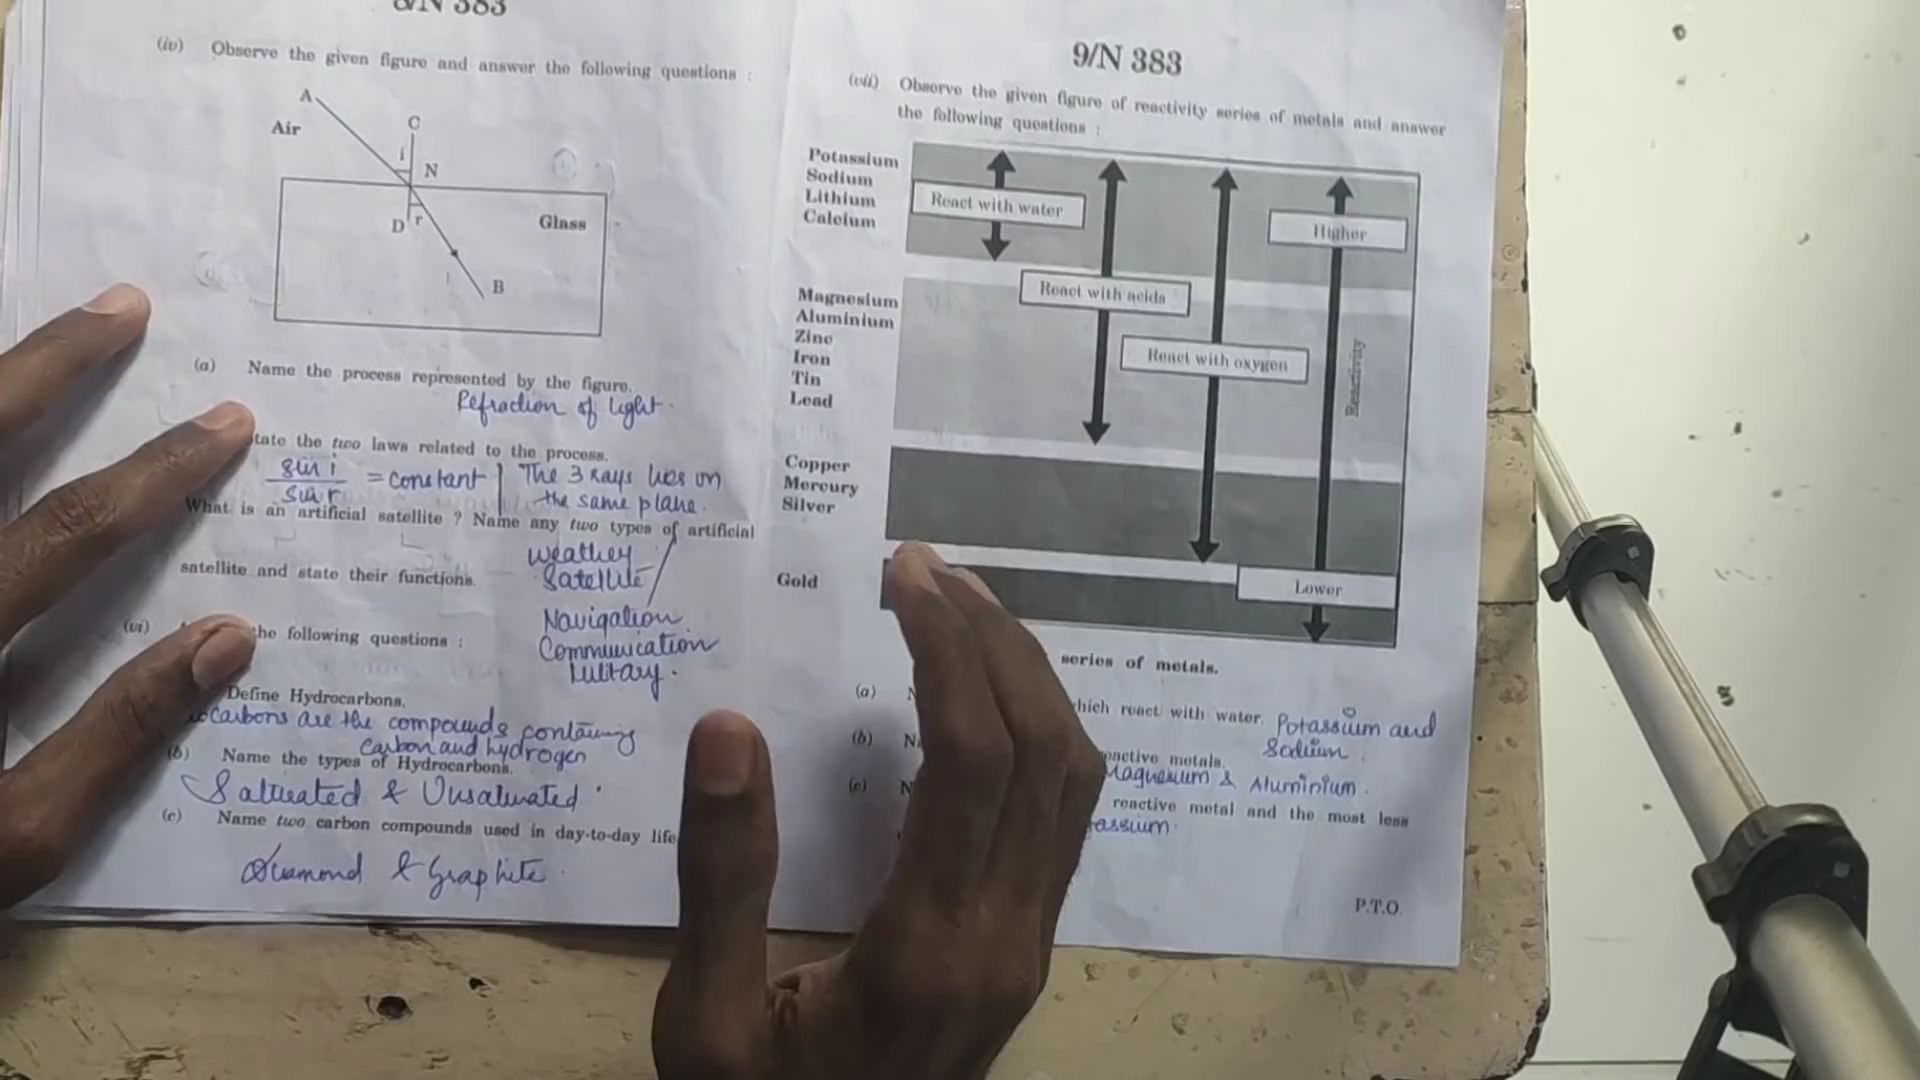 8/N 383
(iv) Observe the given figure and answer the following questions :
A
Air
C
i
N
D
r
Glass
B
(a) Name the process represented by the figure.
Refraction of light.
tate the two laws related to the process.
sin i / sin r = constant | The 3 rays lies on
the same plane.
What is an artificial satellite ? Name any two types of artificial
satellite and state their functions.
Weather
Satellite
Navigation
Communication
Military.
(vi) the following questions :
Define Hydrocarbons.
ocarbons are the compounds containing
Carbon and hydrogen
(b) Name the types of Hydrocarbons.
Saturated & Unsaturated
(c) Name two carbon compounds used in day-to-day life
Diamond & Graphite
9/N 383
(vii) Observe the given figure of reactivity series of metals and answer
the following questions :
Potassium
Sodium
Lithium
Calcium
React with water
Higher
React with acids
Magnesium
Aluminium
Zinc
Iron
Tin
Lead
React with oxygen
Reactivity
Copper
Mercury
Silver
Gold
Lower
series of metals.
(a) N hich react with water. Potassium and
Sodium.
(b) N active metals.
Magnesium & Aluminium.
(c) N reactive metal and the most less
assium.
P.T.O.